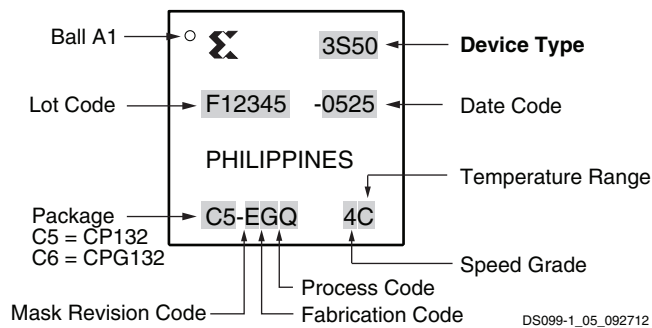 Ball A1
3S50
Device Type
Lot Code
F12345
-0525
Date Code
PHILIPPINES
Temperature Range
Package
C5 = CP132
C6 = CPG132
C5-EGQ
4C
Speed Grade
Process Code
Mask Revision Code
Fabrication Code
DS099-1_05_092712